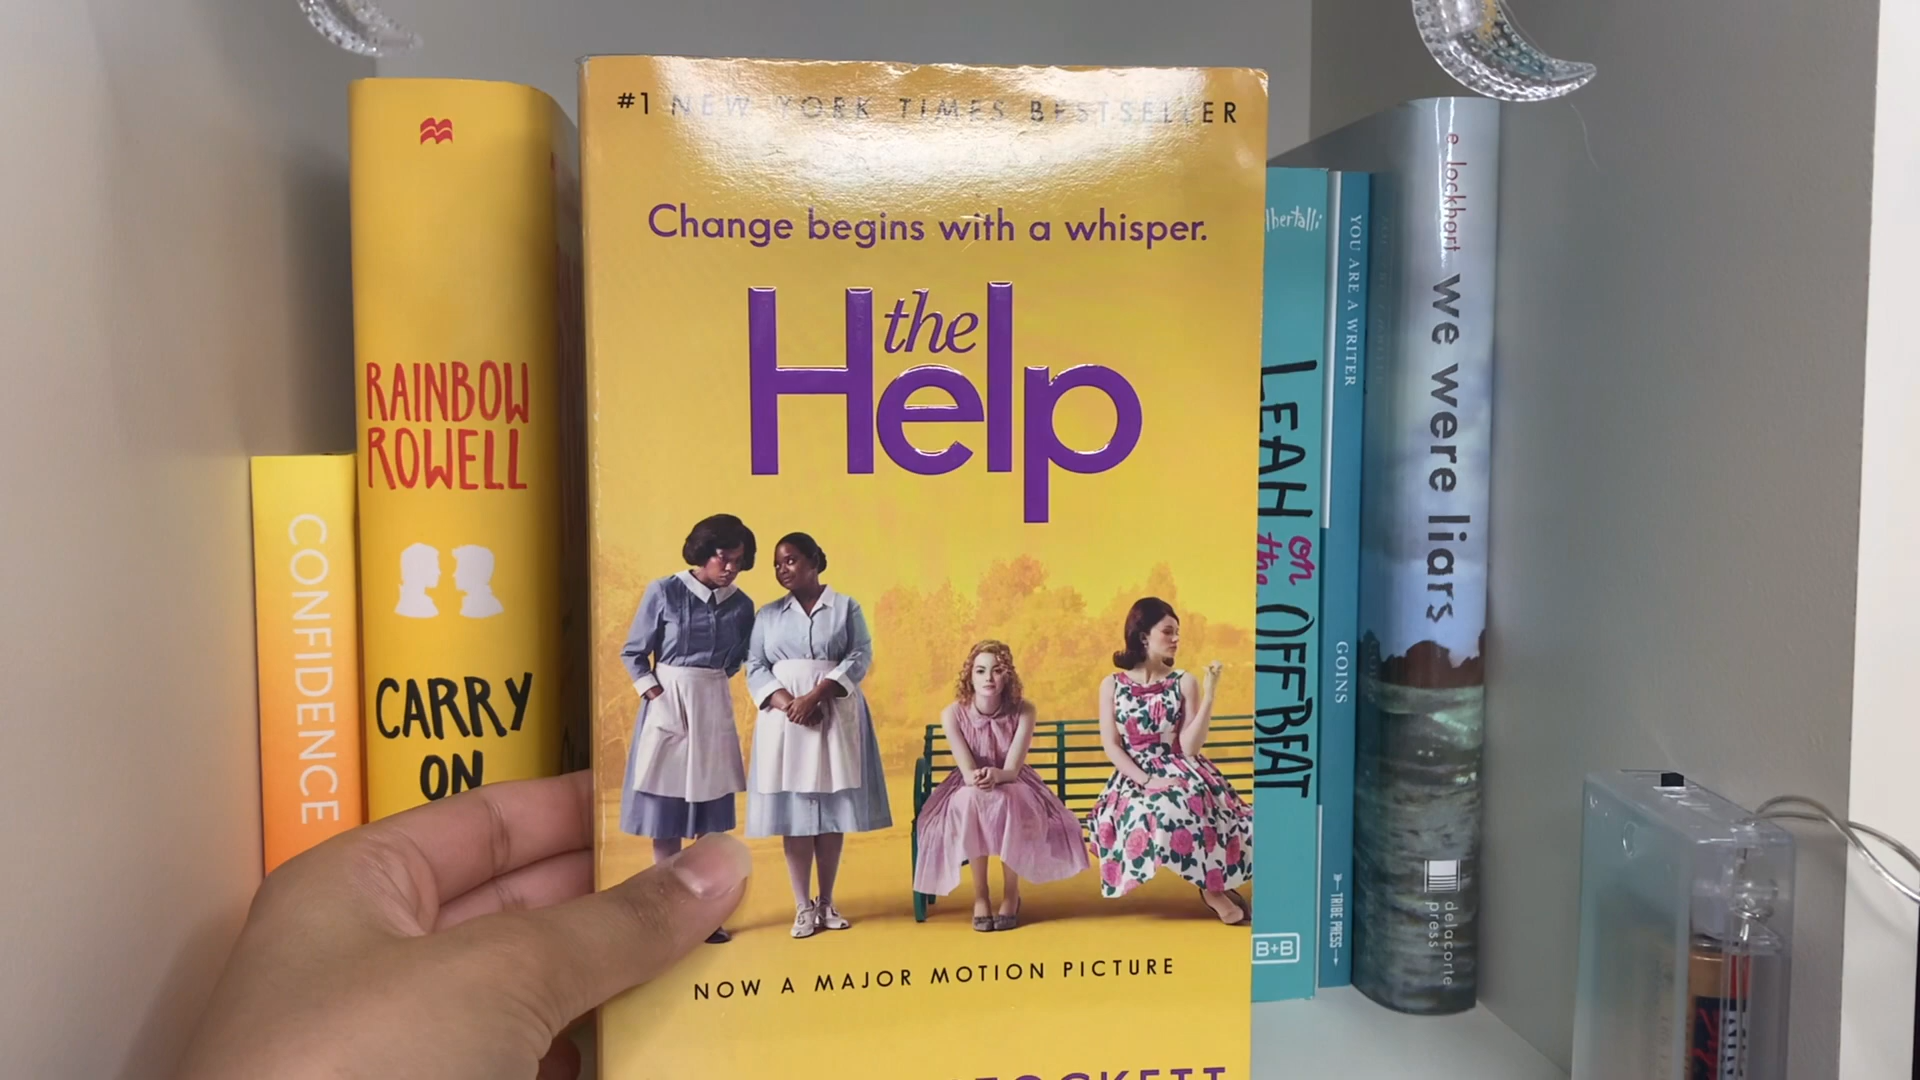 CONFIDENCE
RAINBOW
ROWELL
CARRY
ON
#1 NEW YORK TIMES BESTSELLER
Change begins with a whisper.
the
Help
NOW A MAJOR MOTION PICTURE
LEAH on
the OFFBEAT
B+B
YOU ARE A WRITER
GOINS
TRIBE PRESS
e. lockhart
we were liars
delacorte
press